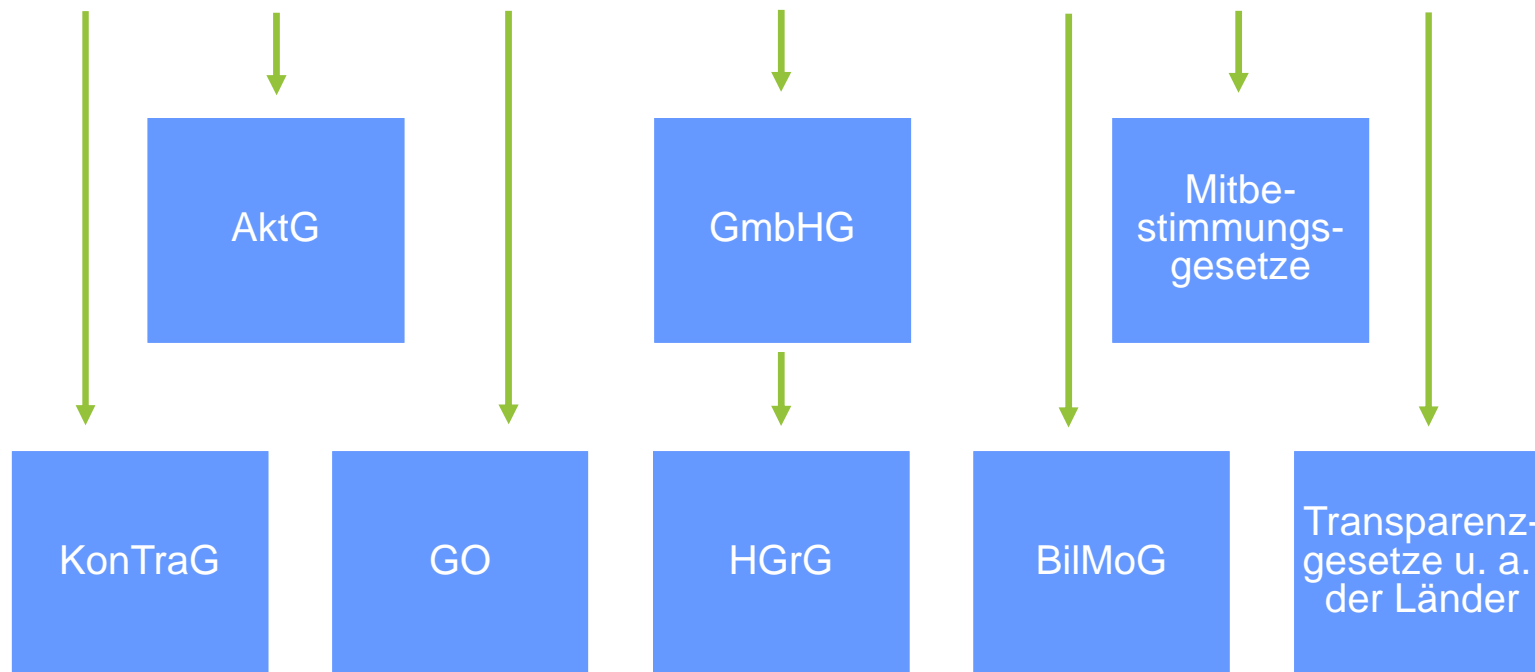 AktG
GmbHG
Mitbe-
stimmungs-
gesetze
KonTraG
GO
HGrG
BilMoG
Transparenz-
gesetze u. a.
der Länder